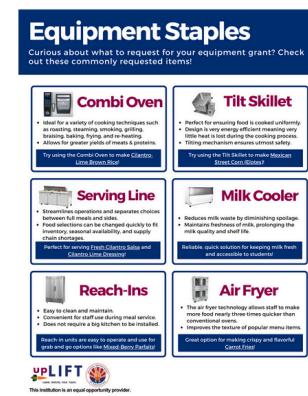 Equipment Staples
Curious about what to request for your equipment grant? Check
out these commonly requested items!
Combi Oven
• Ideal for a variety of cooking techniques such
as roasting, steaming, smoking, grilling,
braising, baking, frying, and re-heating.
• Allows for greater yields of meats & proteins.
Try using the Combi Oven to make Cilantro-
Lime Brown Rice!
Tilt Skillet
• Perfect for ensuring food is cooked uniformly.
• Design is very energy efficient meaning very
little heat is lost during the cooking process.
• Tilting mechanism ensures utmost safety.
Try using the Tilt Skillet to make Mexican
Street Corn (Elotes)!
Serving Line
• Streamlines operations and separates choices
between full meals and sides.
• Food selections can be changed quickly to fit
inventory, seasonal availability, and supply
chain shortages.
Perfect for serving Fresh Cilantro Salsa and
Cilantro Lime Dressing!
Milk Cooler
• Reduces milk waste by diminishing spoilage.
• Maintains freshness of milk, prolonging the
milk quality and shelf life.
Reliable, quick solution for keeping milk fresh
and accessible to students!
Reach-Ins
• Easy to clean and maintain.
• Convenient for staff use during meal service.
• Does not require a big kitchen to be installed.
Reach-in units are easy to operate and use for
grab and go options like Mixed-Berry Parfaits!
Air Fryer
• The air fryer technology allows staff to make
more food nearly three times quicker than
conventional ovens.
• Improves the texture of popular menu items.
Great option for making crispy and flavorful
Carrot Fries!
UPLIFT
This institution is an equal opportunity provider.